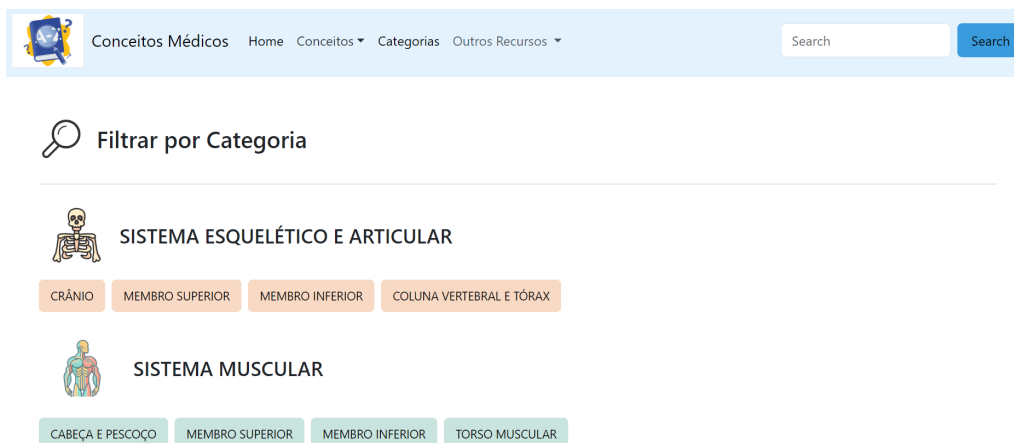 Conceitos Médicos Home Conceitos Categorias Outros Recursos Search Search
Filtrar por Categoria
SISTEMA ESQUELÉTICO E ARTICULAR
CRÂNIO MEMBRO SUPERIOR MEMBRO INFERIOR COLUNA VERTEBRAL E TÓRAX
SISTEMA MUSCULAR
CABEÇA E PESCOÇO MEMBRO SUPERIOR MEMBRO INFERIOR TORSO MUSCULAR